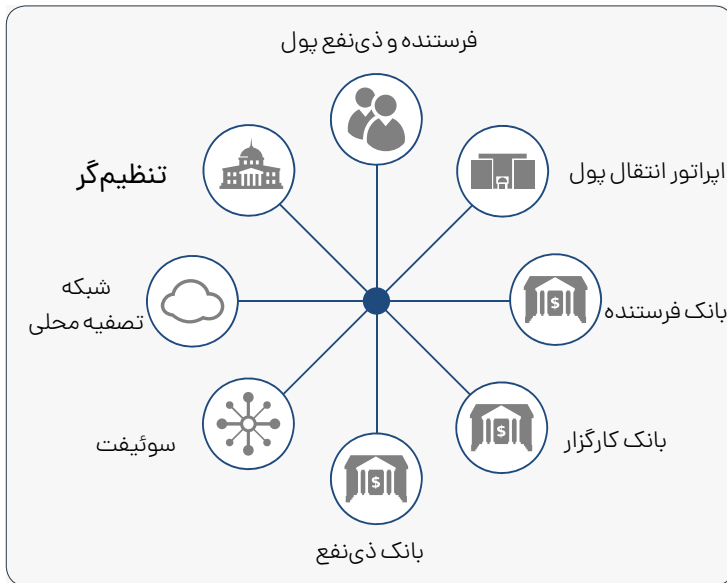 فرستنده و ذی‌نفع پول
اپراتور انتقال پول
تنظیم‌گر
شبکه
تصفیه محلی
بانک فرستنده
بانک کارگزار
سوئیفت
بانک ذی‌نفع